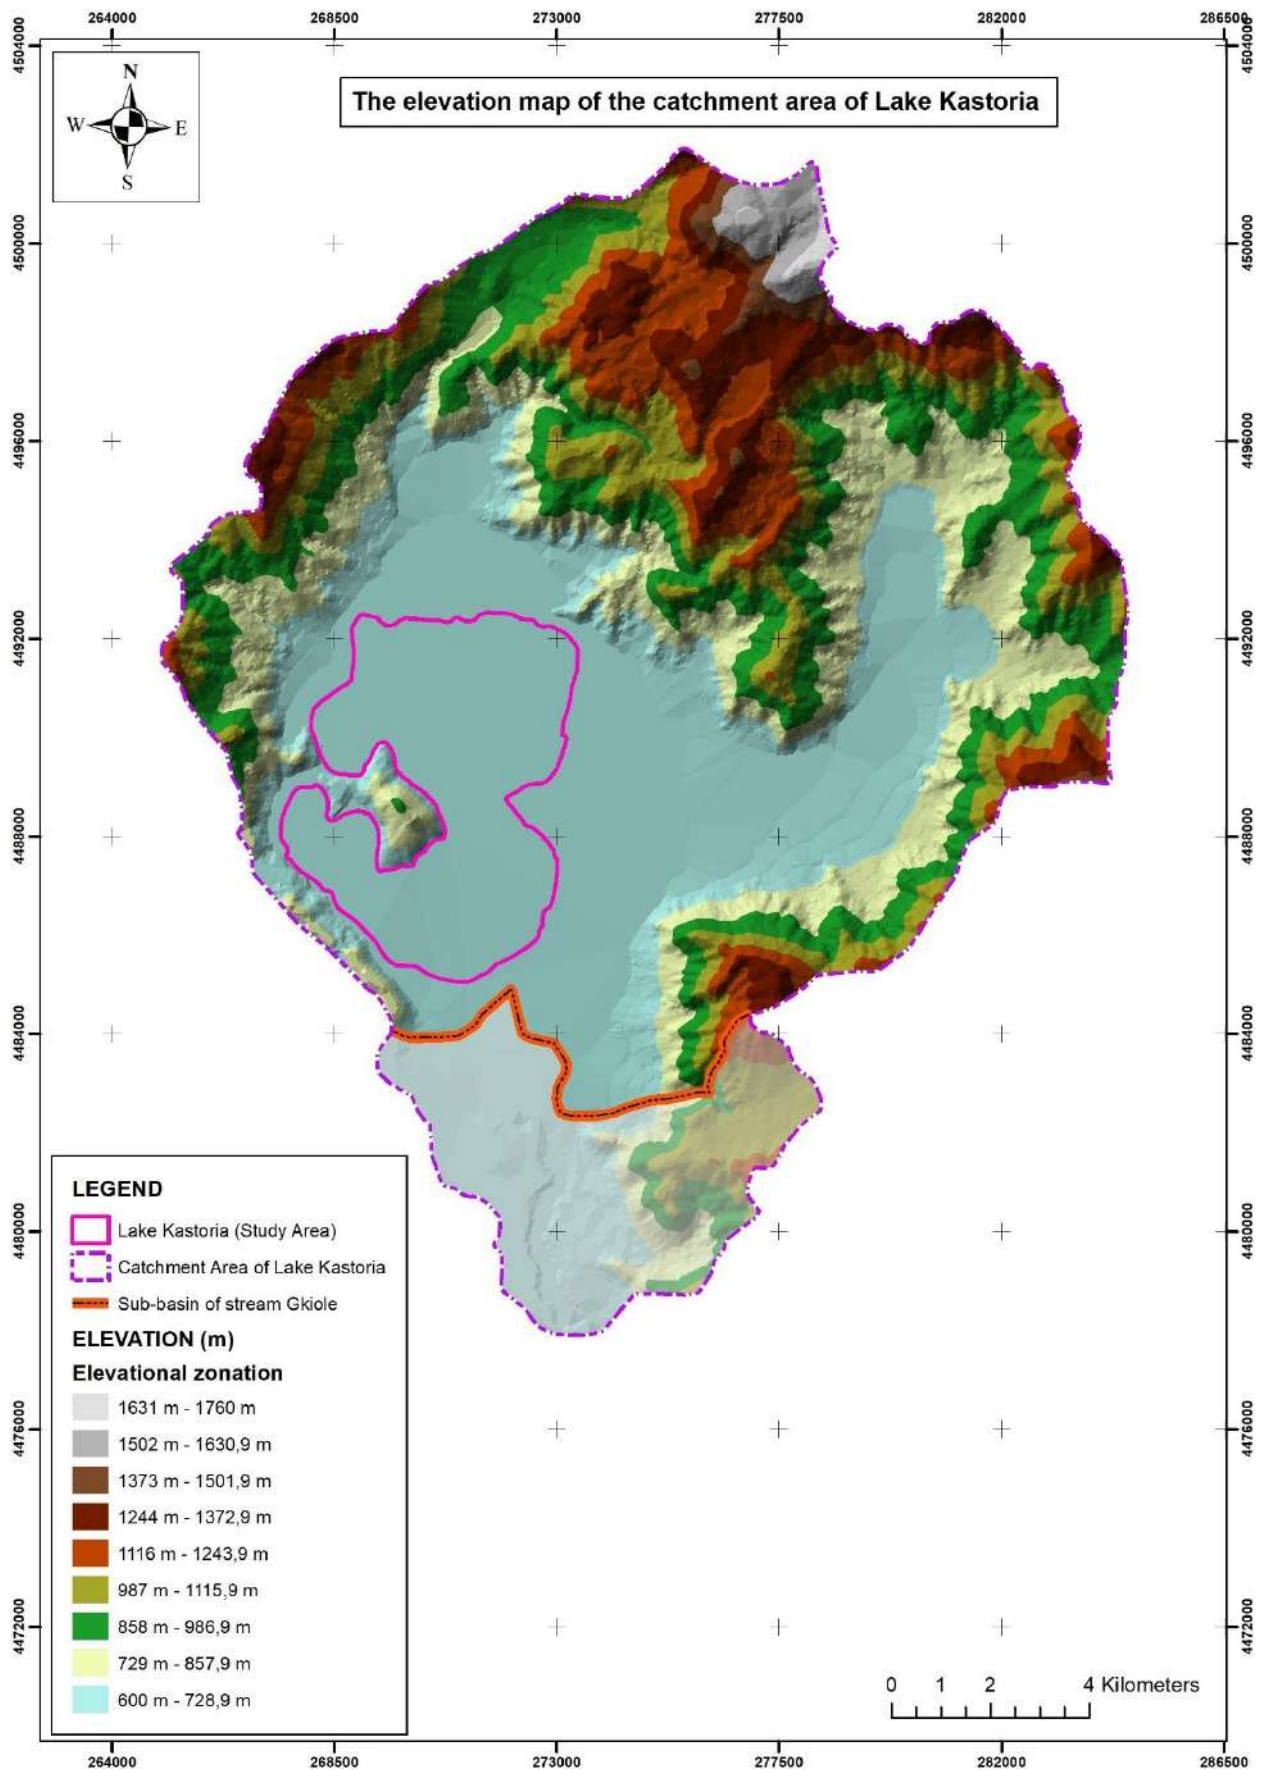 264000 268500 273000 277500 282000 286500
4504000 4504000
N
W E
S
The elevation map of the catchment area of Lake Kastoria
4500000 4500000
4496000 4496000
4492000 4492000
4488000 4488000
4484000 4484000
4480000 4480000
4476000 4476000
4472000 4472000
LEGEND
Lake Kastoria (Study Area)
Catchment Area of Lake Kastoria
Sub-basin of stream Gkiole
ELEVATION (m)
Elevational zonation
1631 m - 1760 m
1502 m - 1630,9 m
1373 m - 1501,9 m
1244 m - 1372,9 m
1116 m - 1243,9 m
987 m - 1115,9 m
858 m - 986,9 m
729 m - 857,9 m
600 m - 728,9 m
0 1 2 4 Kilometers
264000 268500 273000 277500 282000 286500